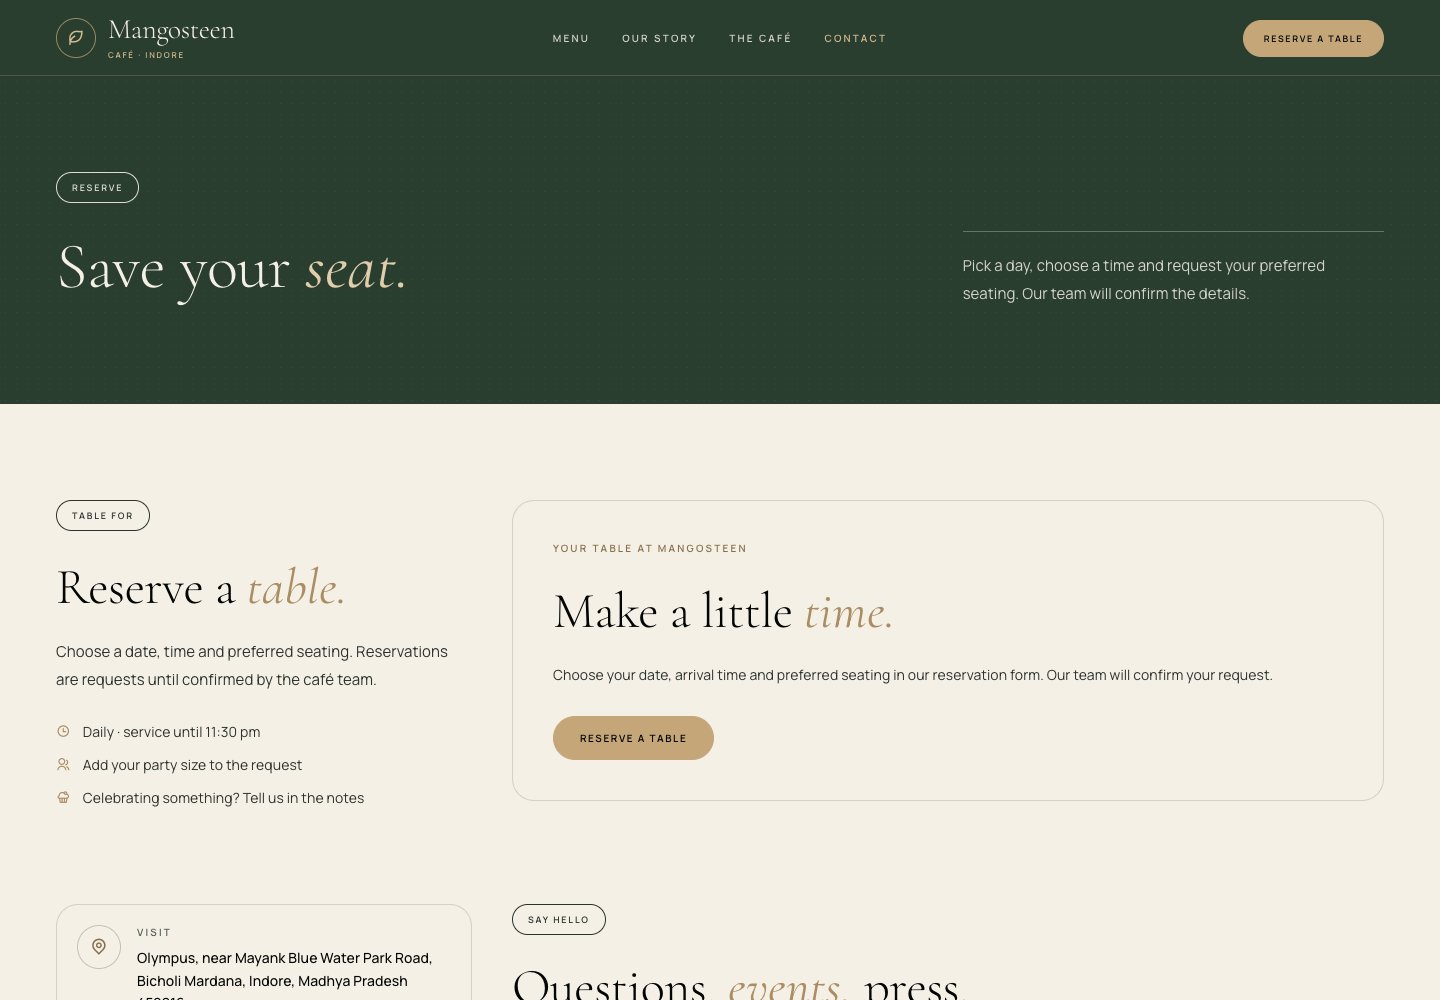 Mangosteen
CAFÉ · INDORE
MENU
OUR STORY
THE CAFÉ
CONTACT
RESERVE A TABLE
RESERVE
Save your seat.
Pick a day, choose a time and request your preferred
seating. Our team will confirm the details.
TABLE FOR
Reserve a table.
Choose a date, time and preferred seating. Reservations
are requests until confirmed by the café team.
Daily · service until 11:30 pm
Add your party size to the request
Celebrating something? Tell us in the notes
YOUR TABLE AT MANGOSTEEN
Make a little time.
Choose your date, arrival time and preferred seating in our reservation form. Our team will confirm your request.
RESERVE A TABLE
VISIT
Olympus, near Mayank Blue Water Park Road,
Bicholi Mardana, Indore, Madhya Pradesh
SAY HELLO
Questions, events, press.